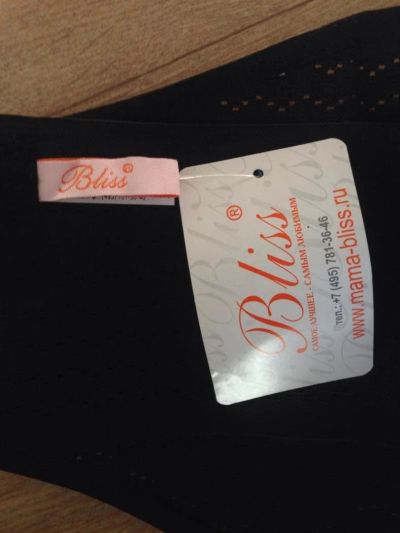 Bliss®
Bliss®
САМОЕ ЛУЧШЕЕ - САМЫМ ЛЮБИМЫМ
тел.: +7 (495) 781-36-46
www.mama-bliss.ru